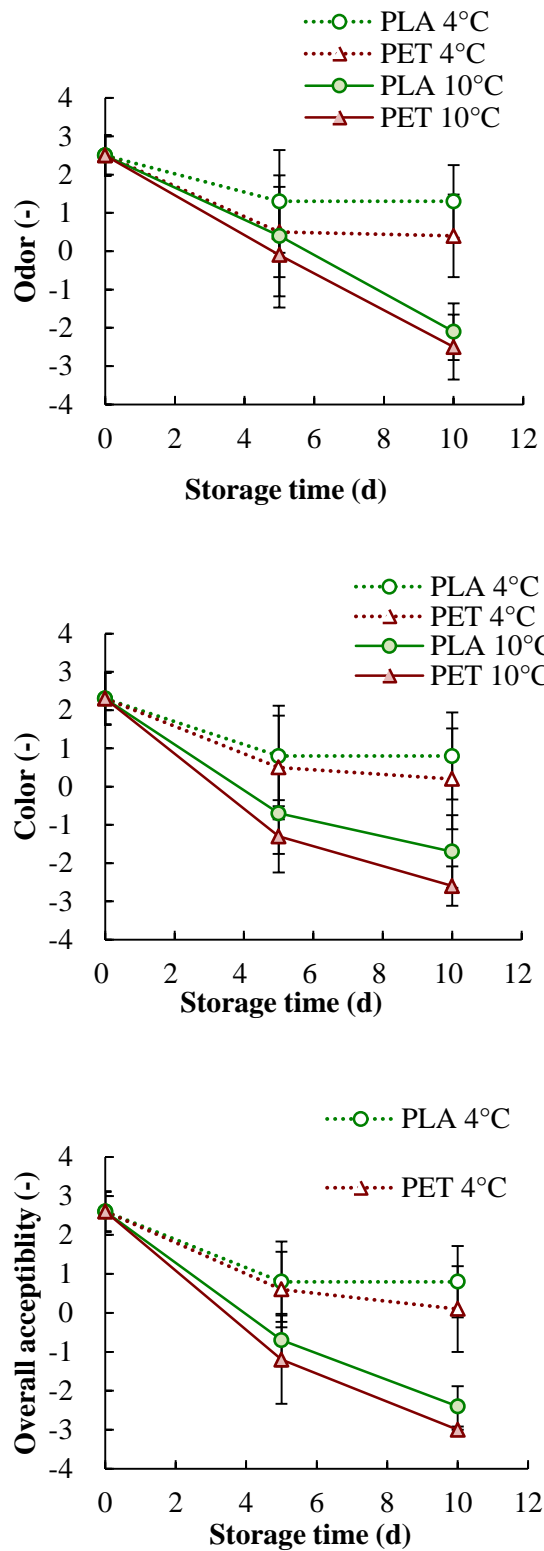 PLA 4°C
PET 4°C
PLA 10°C
PET 10°C
4
3
2
1
0
-1
-2
-3
-4
Odor (-)
0 2 4 6 8 10 12
Storage time (d)
PLA 4°C
PET 4°C
PLA 10°C
PET 10°C
4
3
2
1
0
-1
-2
-3
-4
Color (-)
0 2 4 6 8 10 12
Storage time (d)
PLA 4°C
PET 4°C
4
3
2
1
0
-1
-2
-3
-4
Overall acceptiblity (-)
0 2 4 6 8 10 12
Storage time (d)